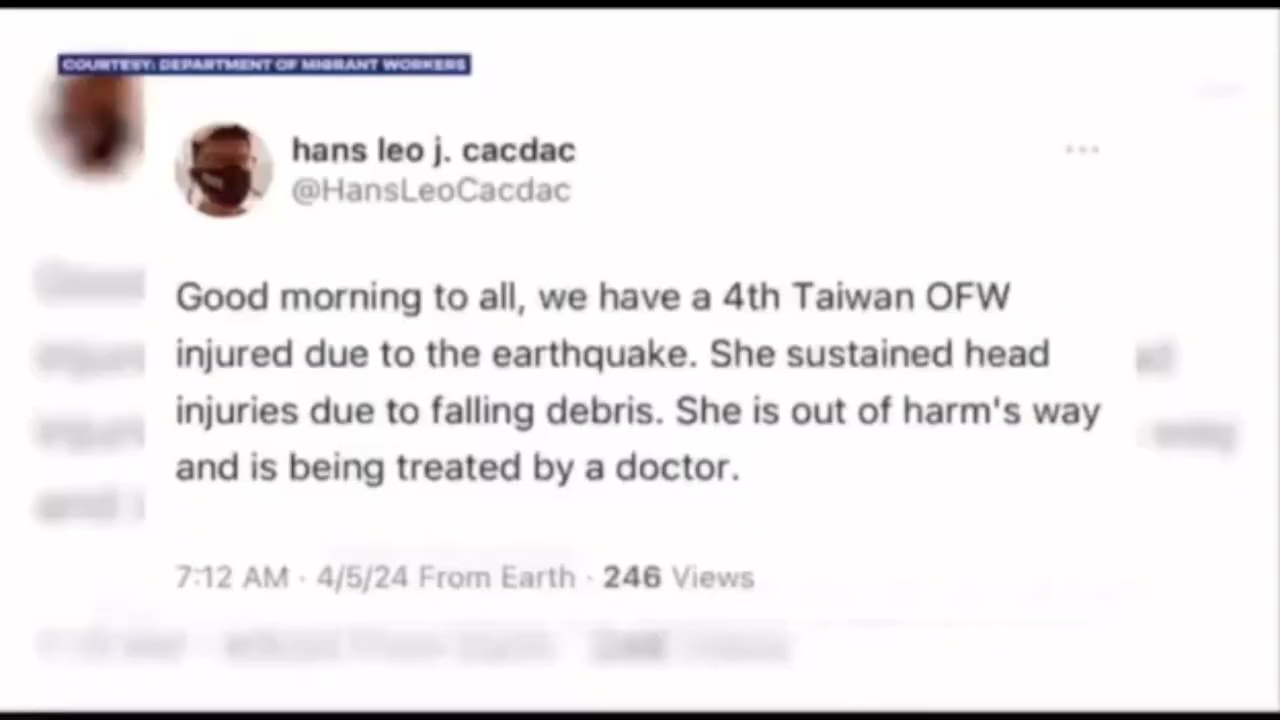 COURTESY: DEPARTMENT OF MIGRANT WORKERS
hans leo j. cacdac
@HansLeoCacdac
Good morning to all, we have a 4th Taiwan OFW
injured due to the earthquake. She sustained head
injuries due to falling debris. She is out of harm's way
and is being treated by a doctor.
7:12 AM · 4/5/24 From Earth · 246 Views